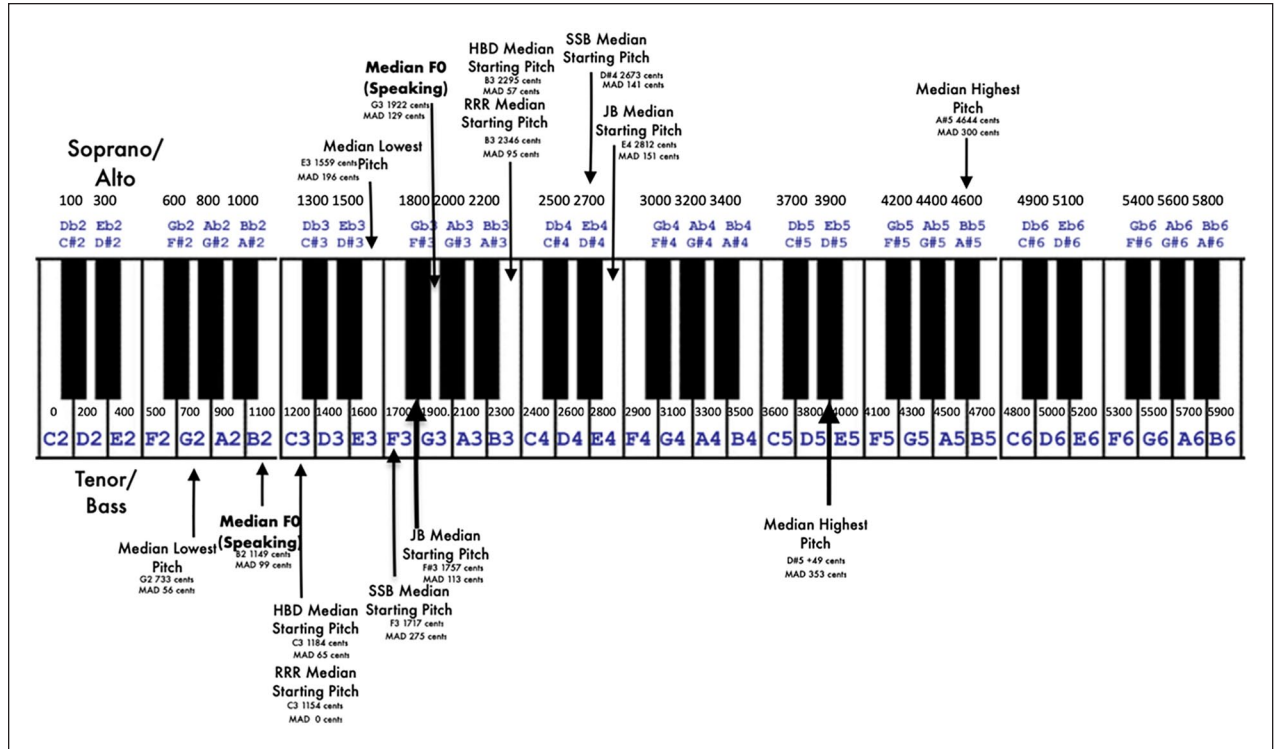 HBD Median
Starting Pitch
B3 2295 cents
MAD 57 cents
RRR Median
Starting Pitch
B3 2346 cents
MAD 95 cents
SSB Median
Starting Pitch
D#4 2673 cents
MAD 141 cents
JB Median
Starting Pitch
E4 2812 cents
MAD 151 cents
Median F0
(Speaking)
G3 1922 cents
MAD 129 cents
Median Lowest
E3 1559 cents Pitch
MAD 196 cents
Median Highest
Pitch
A#5 4644 cents
MAD 300 cents
Soprano/
Alto
100 300 600 800 1000 1300 1500 1800 2000 2200 2500 2700 3000 3200 3400 3700 3900 4200 4400 4600 4900 5100 5400 5600 5800
Db2 Eb2 Gb2 Ab2 Bb2 Db3 Eb3 Gb3 Ab3 Bb3 Db4 Eb4 Gb4 Ab4 Bb4 Db5 Eb5 Gb5 Ab5 Bb5 Db6 Eb6 Gb6 Ab6 Bb6
C#2 D#2 F#2 G#2 A#2 C#3 D#3 F#3 G#3 A#3 C#4 D#4 F#4 G#4 A#4 C#5 D#5 F#5 G#5 A#5 C#6 D#6 F#6 G#6 A#6
0 200 400 500 700 900 1100 1200 1400 1600 1700 1900. 2100 2300 2400 2600 2800 2900 3100 3300 3500 3600 3800 4000 4100 4300 4500 4700 4800 5000 5200 5300 5500 5700 5900
C2 D2 E2 F2 G2 A2 B2 C3 D3 E3 F3 G3 A3 B3 C4 D4 E4 F4 G4 A4 B4 C5 D5 E5 F5 G5 A5 B5 C6 D6 E6 F6 G6 A6 B6
Tenor/
Bass
Median Lowest
Pitch
G2 733 cents
MAD 56 cents
Median F0
(Speaking)
B2 1149 cents
MAD 99 cents
HBD Median
Starting Pitch
C3 1184 cents
MAD 65 cents
RRR Median
Starting Pitch
C3 1154 cents
MAD 0 cents
JB Median
Starting Pitch
F#3 1757 cents
MAD 113 cents
SSB Median
Starting Pitch
F3 1717 cents
MAD 275 cents
Median Highest
Pitch
D#5 +49 cents
MAD 353 cents